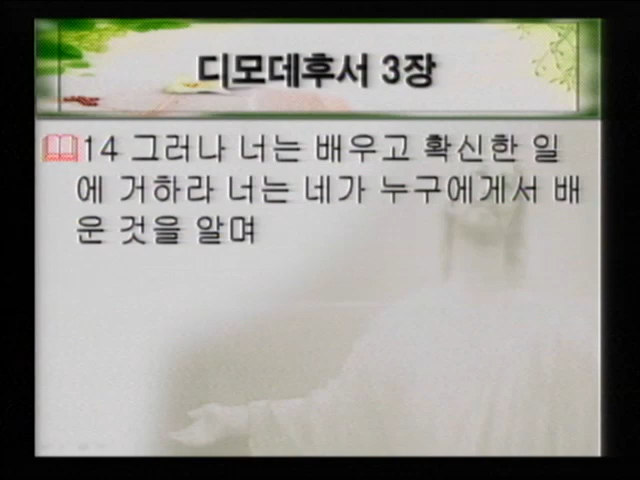 디모데후서 3장
14 그러나 너는 배우고 확신한 일
에 거하라 너는 네가 누구에게서 배
운 것을 알며